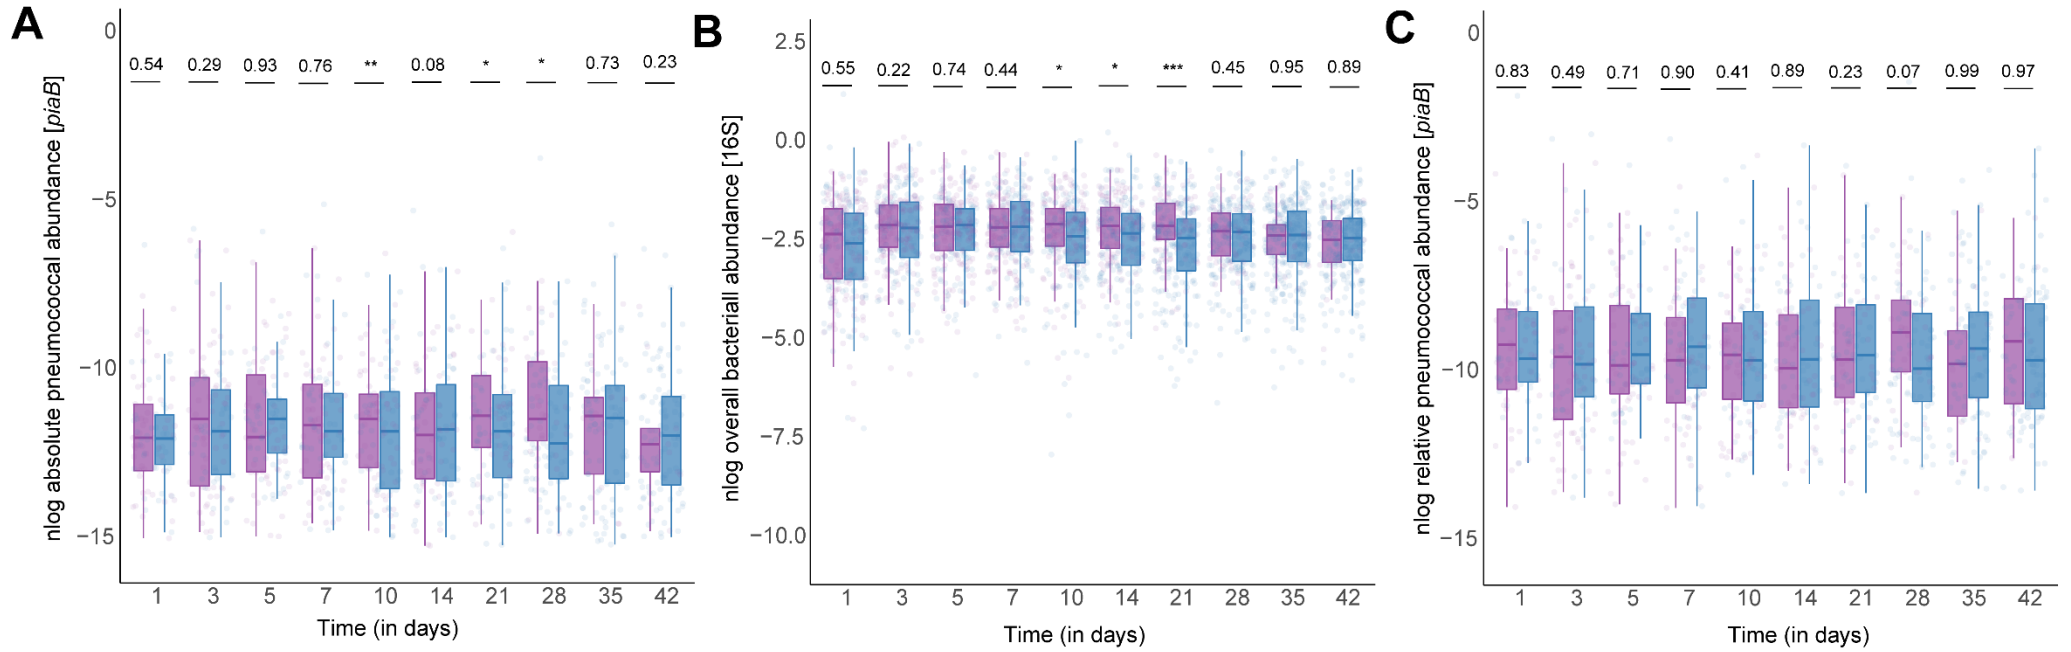 A
nlog absolute pneumococcal abundance [piaB]
0
−5
−10
−15
0.54 0.29 0.93 0.76 ** 0.08 * * 0.73 0.23
1 3 5 7 10 14 21 28 35 42
Time (in days)
B
nlog overall bacteriall abundance [16S]
2.5
0.0
−2.5
−5.0
−7.5
−10.0
0.55 0.22 0.74 0.44 * * *** 0.45 0.95 0.89
1 3 5 7 10 14 21 28 35 42
Time (in days)
C
nlog relative pneumococcal abundance [piaB]
0
−5
−10
−15
0.83 0.49 0.71 0.90 0.41 0.89 0.23 0.07 0.99 0.97
1 3 5 7 10 14 21 28 35 42
Time (in days)